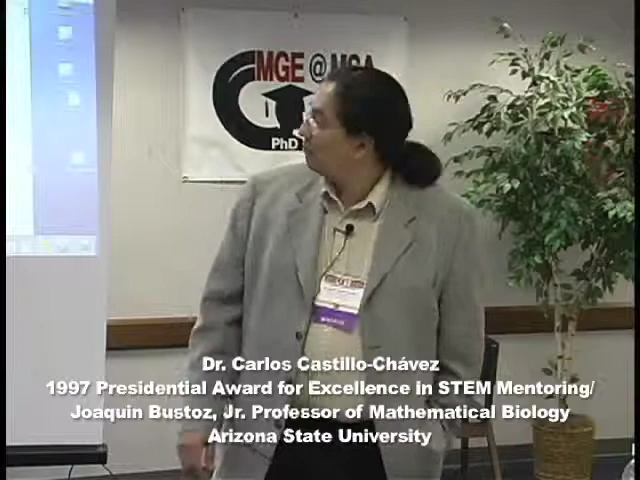 MGE@MSA
PhD
Dr. Carlos Castillo-Chávez
1997 Presidential Award for Excellence in STEM Mentoring/
Joaquin Bustoz, Jr. Professor of Mathematical Biology
Arizona State University